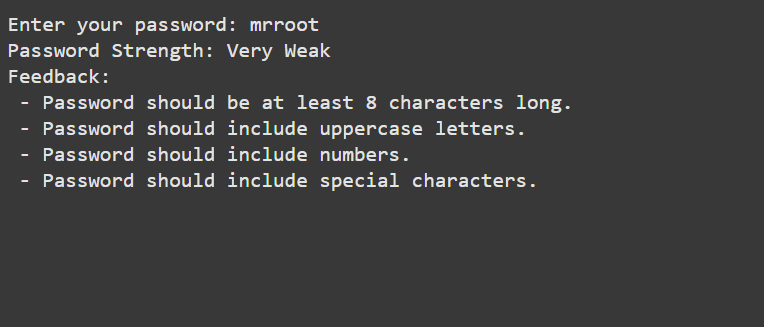 Enter your password: mrroot
Password Strength: Very Weak
Feedback:
 - Password should be at least 8 characters long.
 - Password should include uppercase letters.
 - Password should include numbers.
 - Password should include special characters.